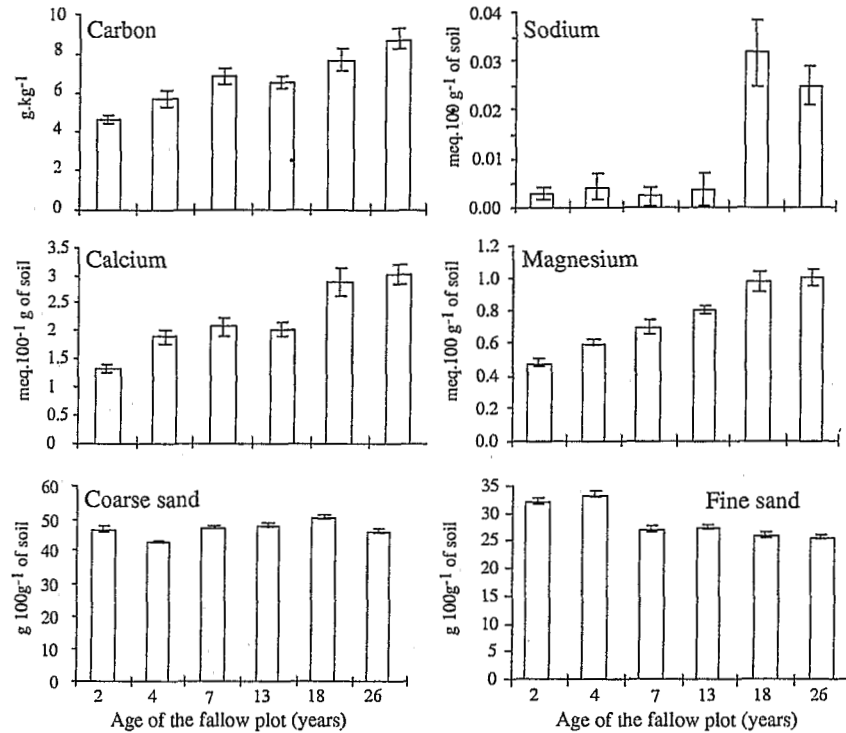 Carbon
10
8
6
4
2
0
g.kg⁻¹
Sodium
0.04
0.03
0.02
0.01
0.00
meq.100 g⁻¹ of soil
Calcium
3.5
3
2.5
2
1.5
1
0.5
0
meq.100⁻¹ g of soil
Magnesium
1.2
1.0
0.8
0.6
0.4
0.2
0.0
meq.100 g⁻¹ of soil
Coarse sand
60
50
40
30
20
10
0
g 100g⁻¹ of soil
2 4 7 13 18 26
Age of the fallow plot (years)
Fine sand
35
30
25
20
15
10
5
0
g 100g⁻¹ of soil
2 4 7 13 18 26
Age of the fallow plot (years)